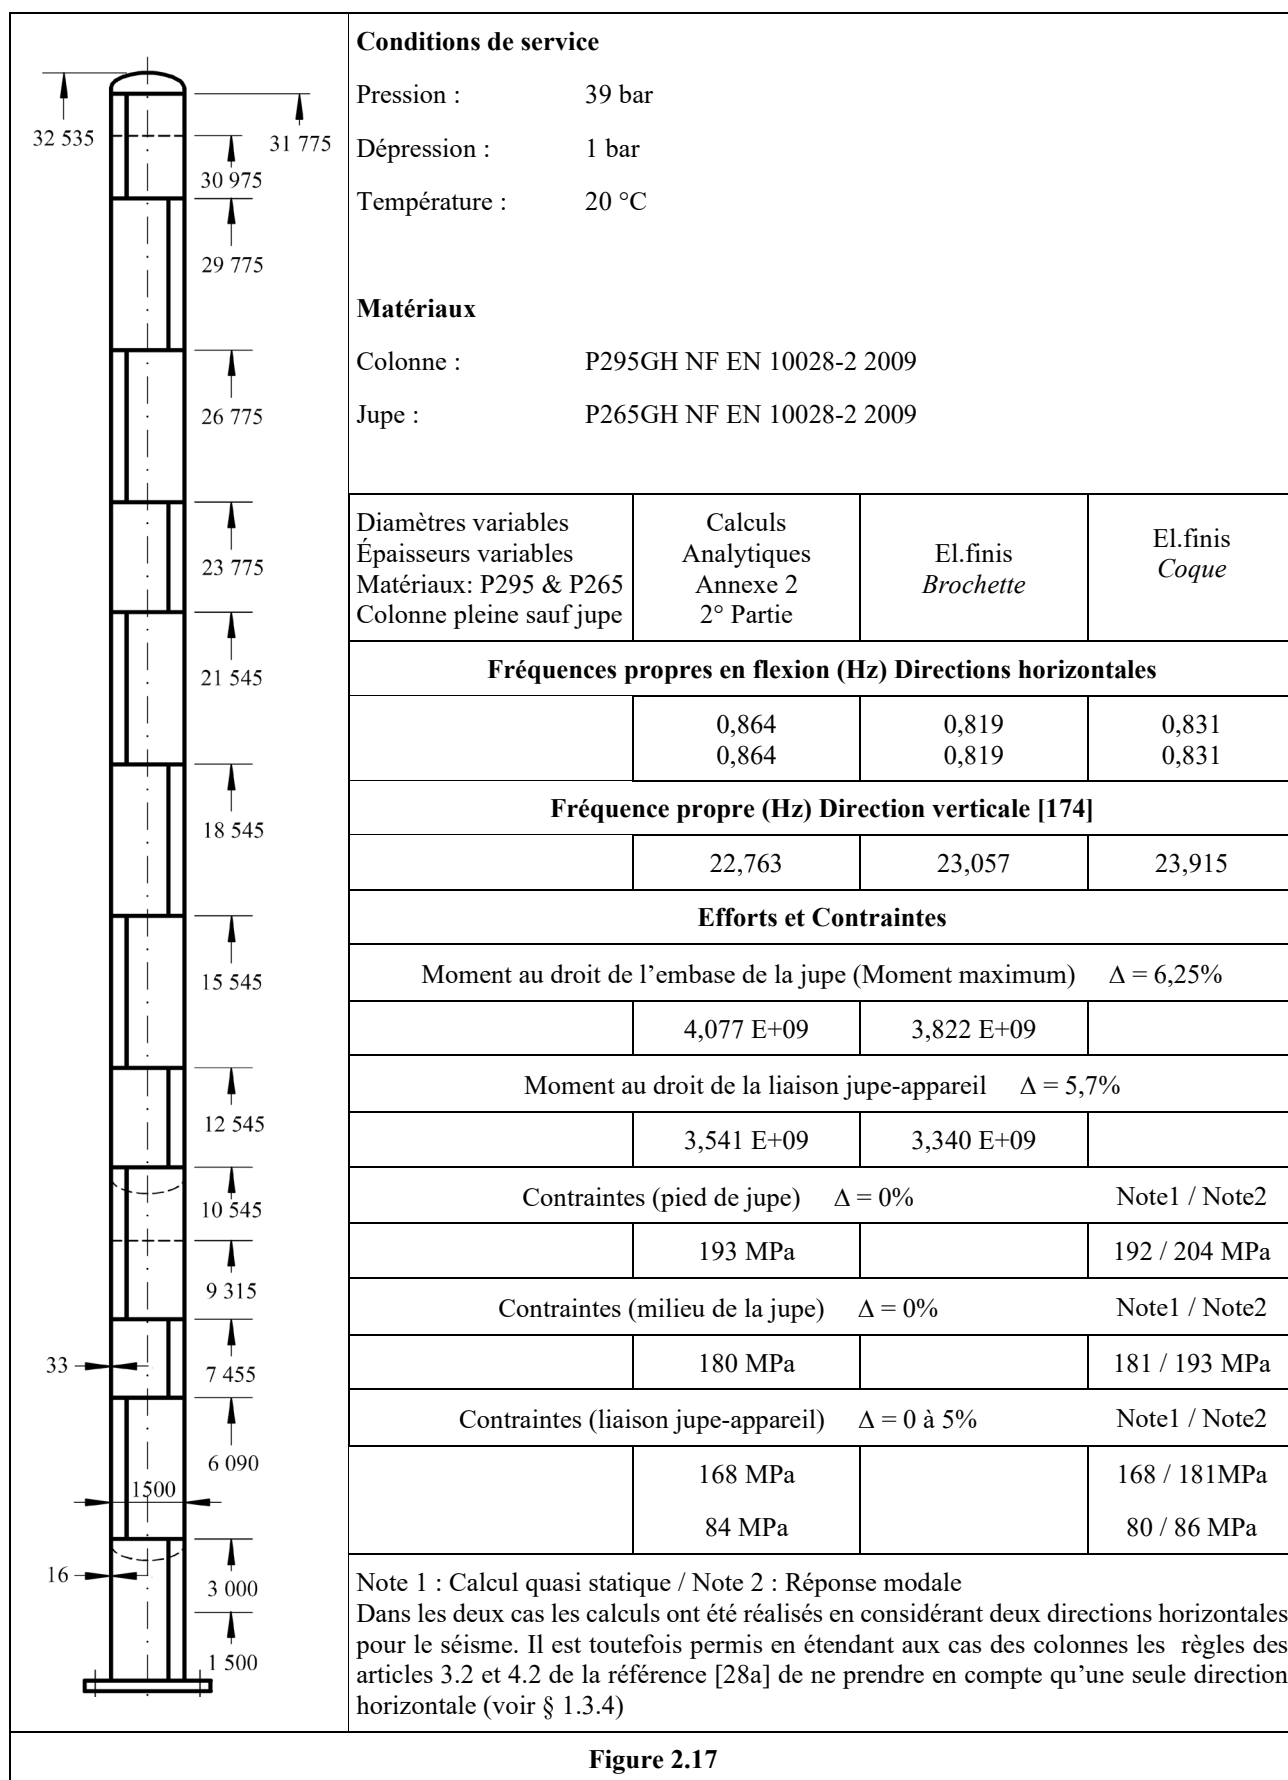 32 535
31 775
30 975
29 775
26 775
23 775
21 545
18 545
15 545
12 545
10 545
9 315
33
7 455
6 090
1500
16
3 000
1 500
Conditions de service
Pression : 39 bar
Dépression : 1 bar
Température : 20 °C
Matériaux
Colonne : P295GH NF EN 10028-2 2009
Jupe : P265GH NF EN 10028-2 2009
Diamètres variables
Épaisseurs variables
Matériaux: P295 & P265
Colonne pleine sauf jupe
Calculs
Analytiques
Annexe 2
2° Partie
El.finis
Brochette
El.finis
Coque
Fréquences propres en flexion (Hz) Directions horizontales
0,864 0,819 0,831
0,864 0,819 0,831
Fréquence propre (Hz) Direction verticale [174]
22,763 23,057 23,915
Efforts et Contraintes
Moment au droit de l’embase de la jupe (Moment maximum) Δ = 6,25%
4,077 E+09 3,822 E+09
Moment au droit de la liaison jupe-appareil Δ = 5,7%
3,541 E+09 3,340 E+09
Contraintes (pied de jupe) Δ = 0% Note1 / Note2
193 MPa 192 / 204 MPa
Contraintes (milieu de la jupe) Δ = 0% Note1 / Note2
180 MPa 181 / 193 MPa
Contraintes (liaison jupe-appareil) Δ = 0 à 5% Note1 / Note2
168 MPa 168 / 181MPa
84 MPa 80 / 86 MPa
Note 1 : Calcul quasi statique / Note 2 : Réponse modale
Dans les deux cas les calculs ont été réalisés en considérant deux directions horizontales
pour le séisme. Il est toutefois permis en étendant aux cas des colonnes les règles des
articles 3.2 et 4.2 de la référence [28a] de ne prendre en compte qu’une seule direction
horizontale (voir § 1.3.4)
Figure 2.17